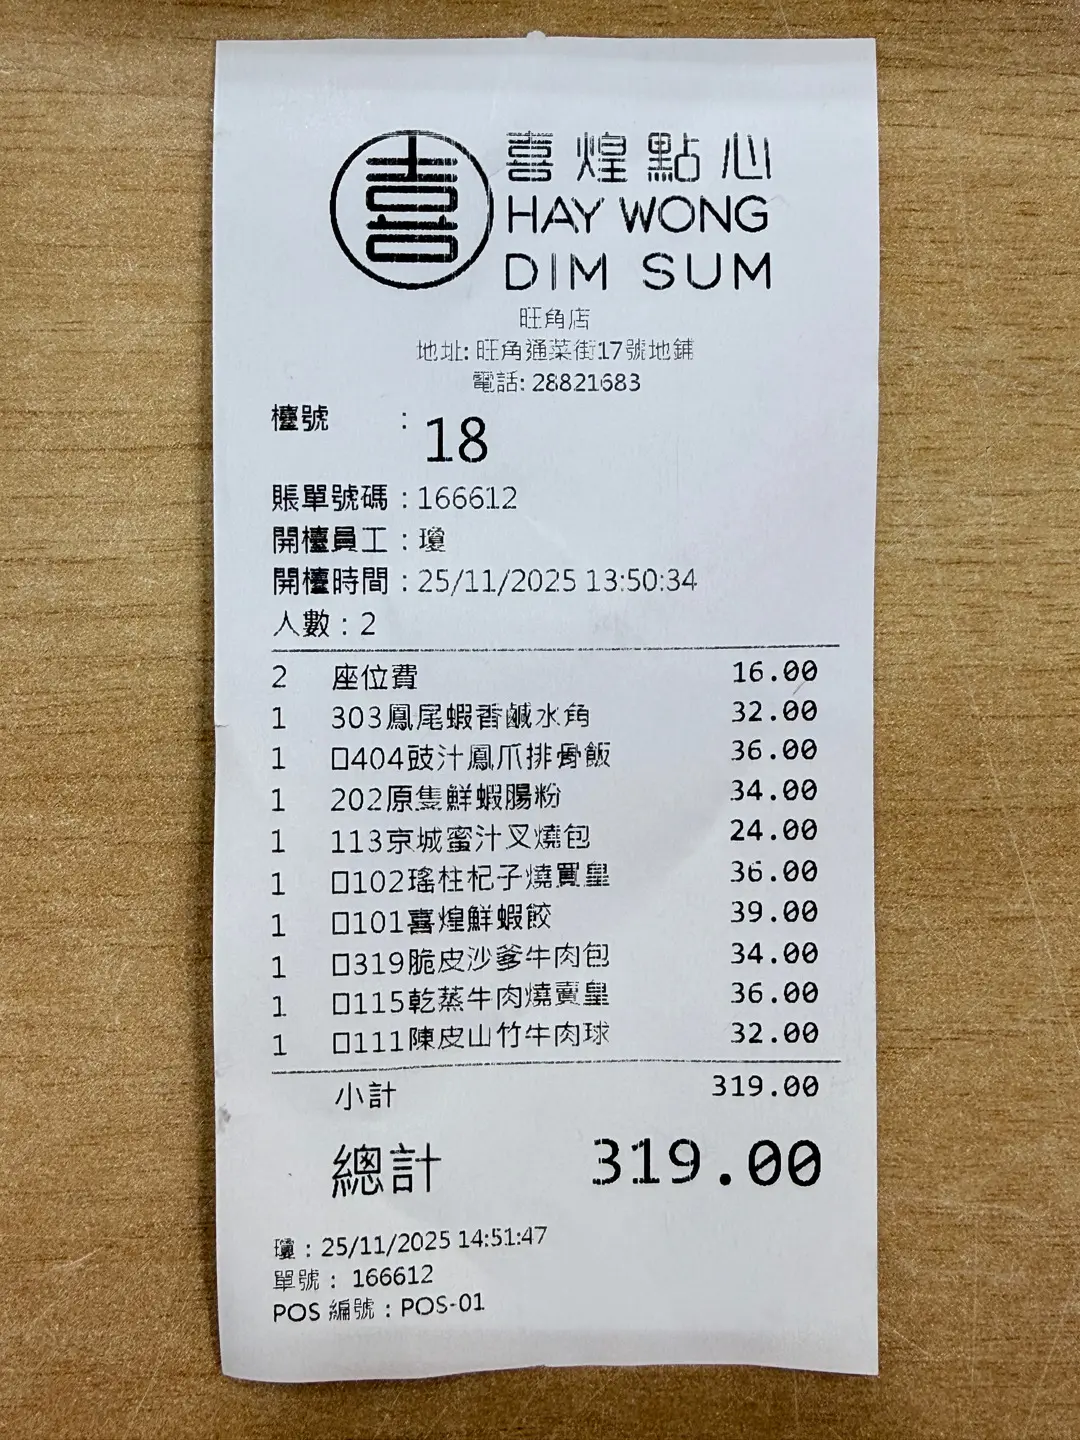 喜
喜煌點心
HAY WONG
DIM SUM
旺角店
地址: 旺角通菜街17號地鋪
電話: 28821683
檯號 : 18
賬單號碼 : 166612
開檯員工 : 瓊
開檯時間 : 25/11/2025 13:50:34
人數 : 2
2 座位費 16.00
1 303鳳尾蝦香鹹水角 32.00
1 口404豉汁鳳爪排骨飯 36.00
1 202原隻鮮蝦腸粉 34.00
1 113京城蜜汁叉燒包 24.00
1 口102瑤柱杞子燒賣皇 36.00
1 口101喜煌鮮蝦餃 39.00
1 口319脆皮沙爹牛肉包 34.00
1 口115乾蒸牛肉燒賣皇 36.00
1 口111陳皮山竹牛肉球 32.00
小計 319.00
總計 319.00
瓊 : 25/11/2025 14:51:47
單號 : 166612
POS 編號 : POS-01